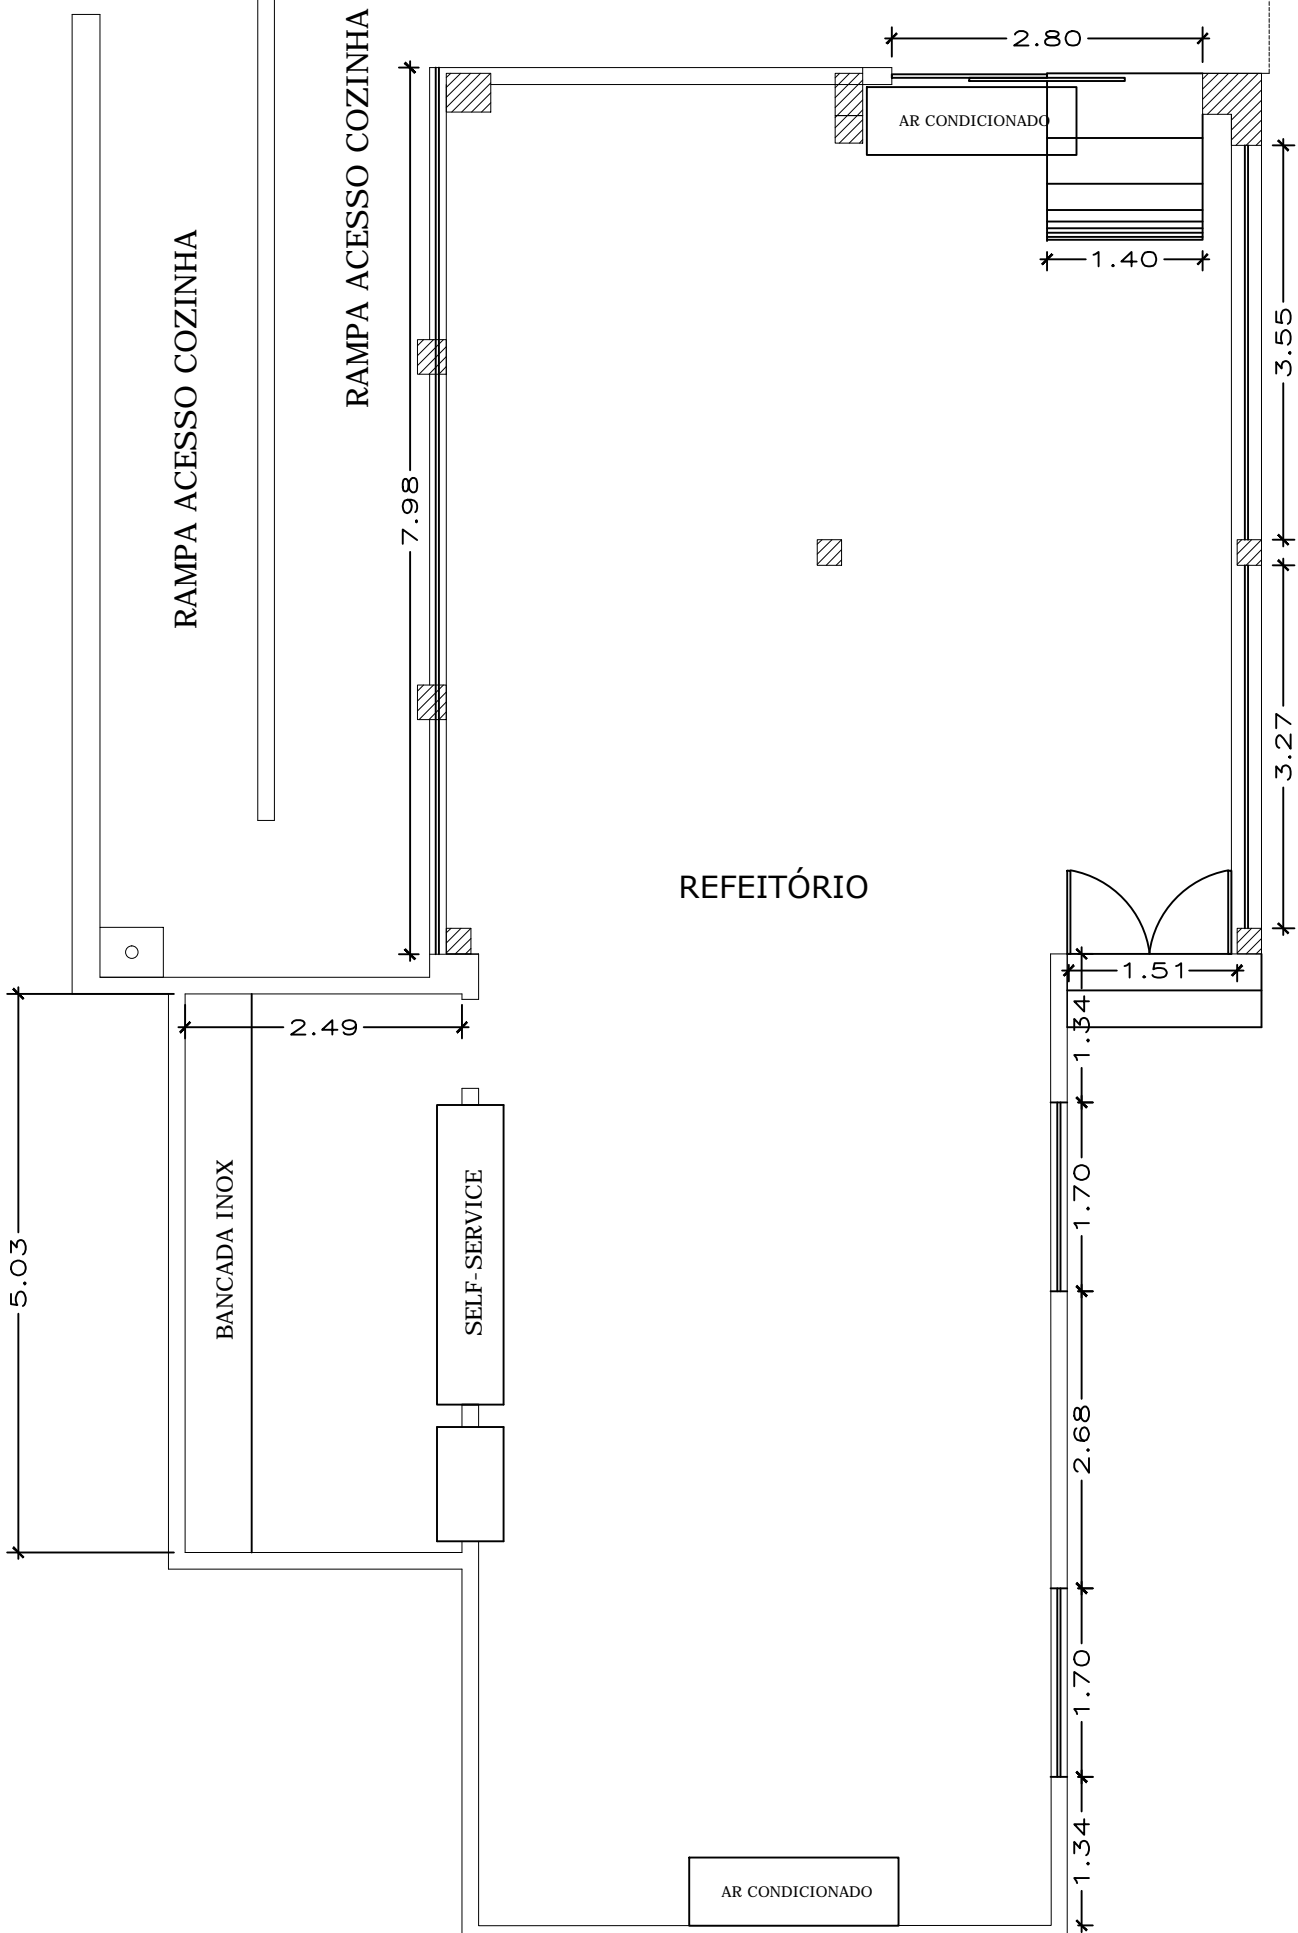 2.80
AR CONDICIONADO
1.40
RAMPA ACESSO COZINHA
RAMPA ACESSO COZINHA
3.55
7.98
3.27
REFEITÓRIO
1.51
1.34
2.49
1.70
BANCADA INOX
SELF-SERVICE
5.03
2.68
1.70
1.34
AR CONDICIONADO